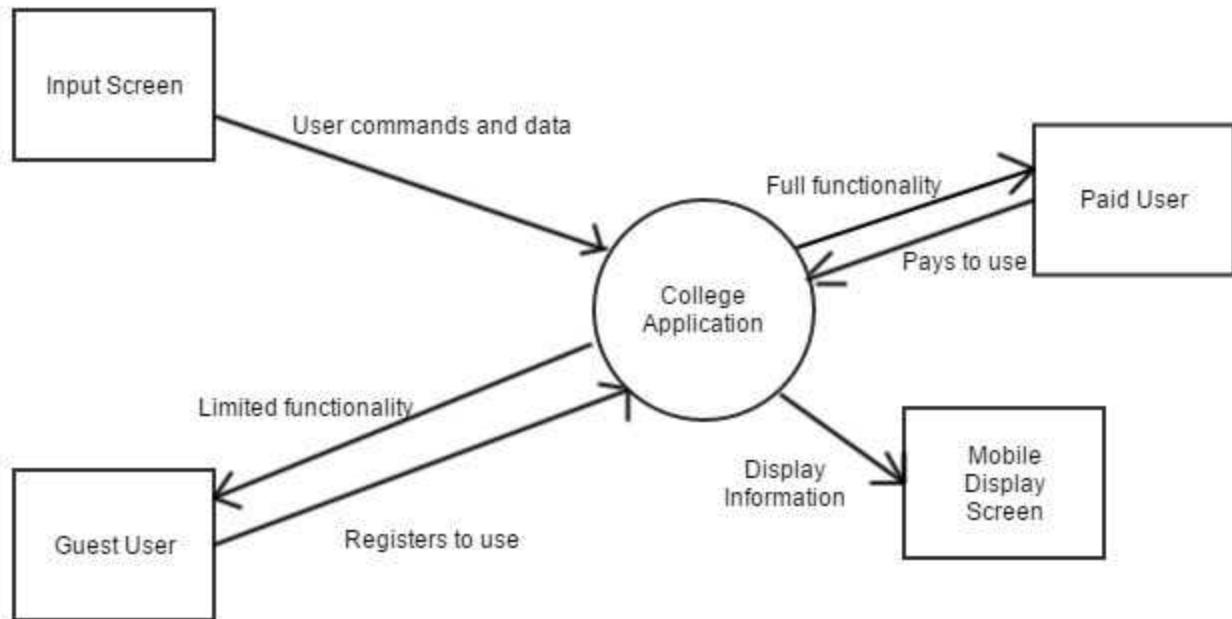 Input Screen
User commands and data
Full functionality
Paid User
Pays to use
College
Application
Limited functionality
Display
Information
Mobile
Display
Screen
Guest User
Registers to use